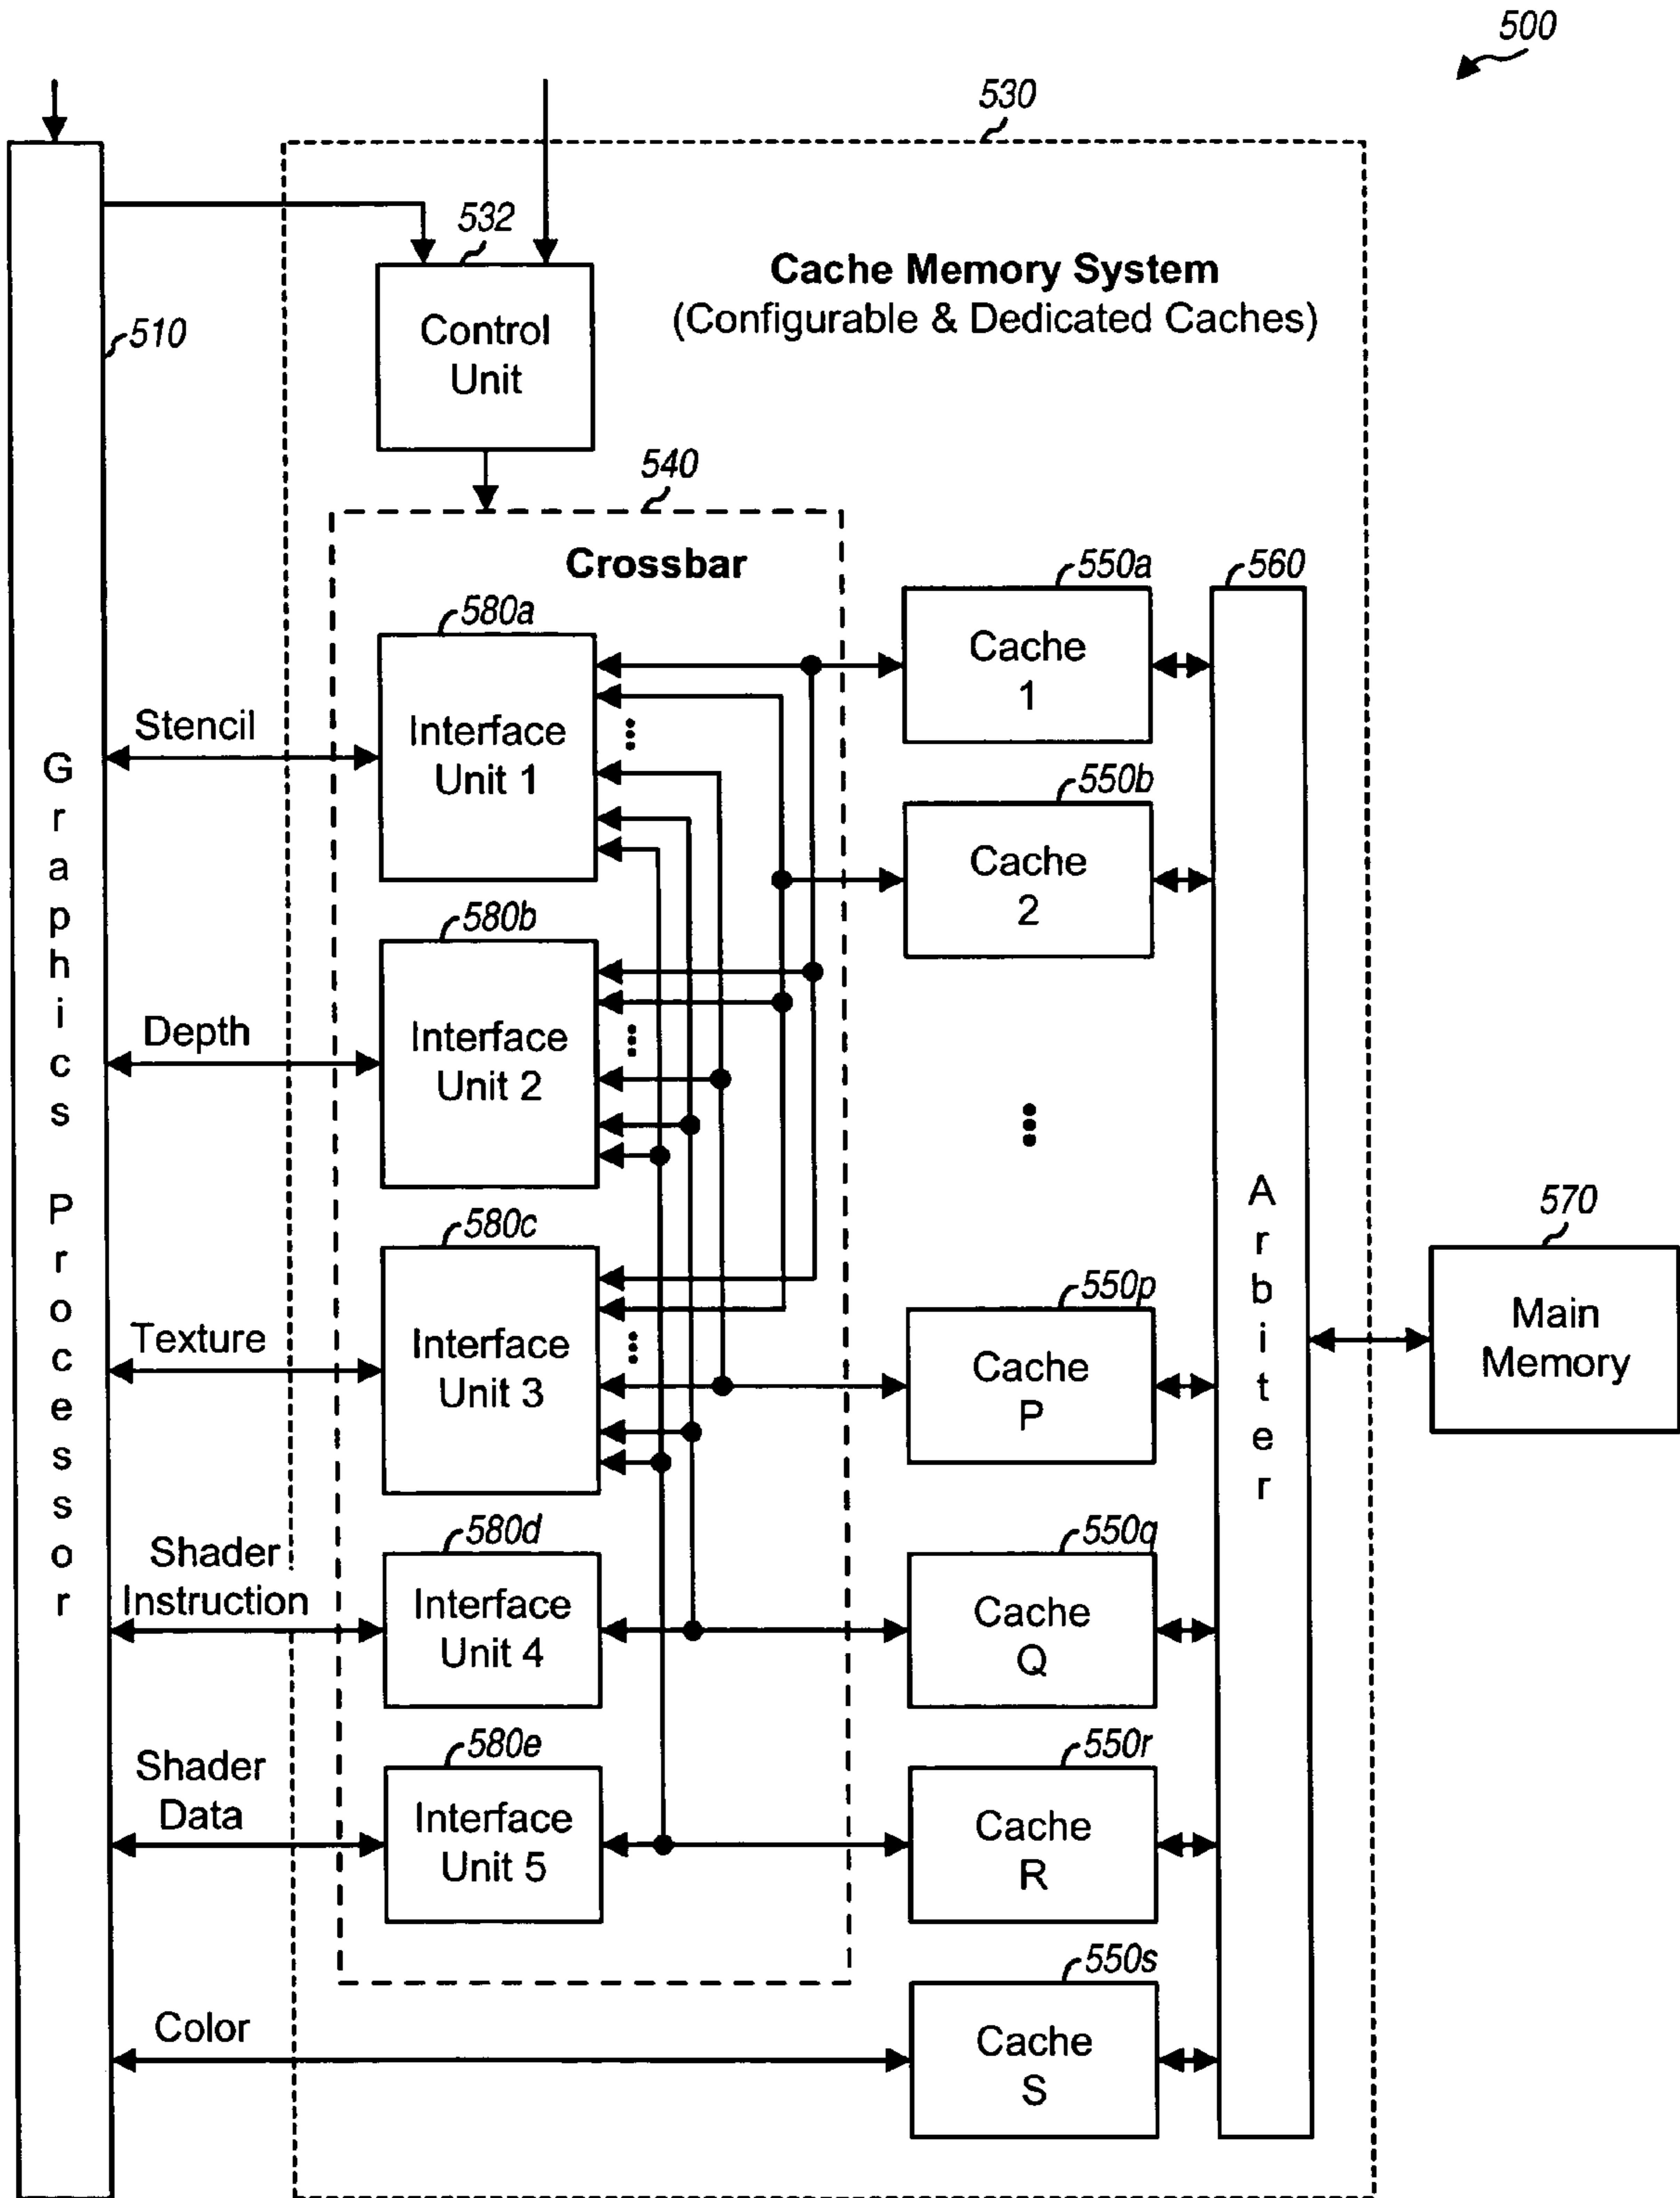 500
530
532
Cache Memory System
(Configurable & Dedicated Caches)
Control
Unit
510
540
Crossbar
550a
560
580a
Cache
1
Interface
Unit 1
Stencil
550b
Cache
2
580b
Interface
Unit 2
Depth
Graphics Processor
Arbiter
580c
570
Main
Memory
550p
Cache
P
Interface
Unit 3
Texture
580d
550q
Shader
Instruction
Interface
Unit 4
Cache
Q
580e
550r
Shader
Data
Interface
Unit 5
Cache
R
550s
Color
Cache
S